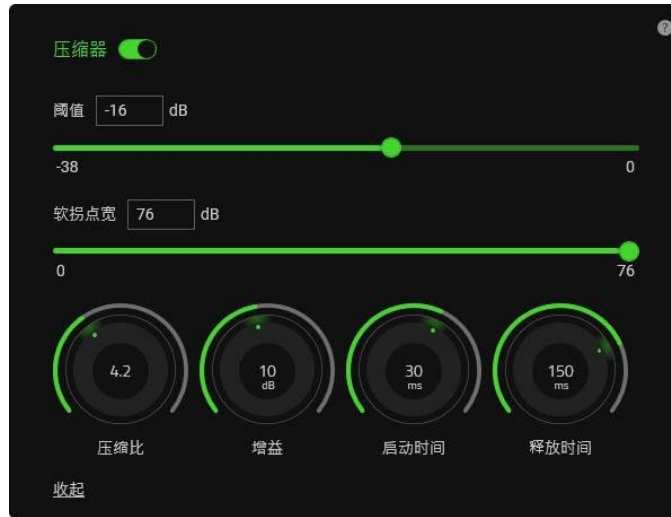 ?
压缩器
阈值 -16 dB
-38 0
软拐点宽 76 dB
0 76
4.2 10 dB 30 ms 150 ms
压缩比 增益 启动时间 释放时间
收起